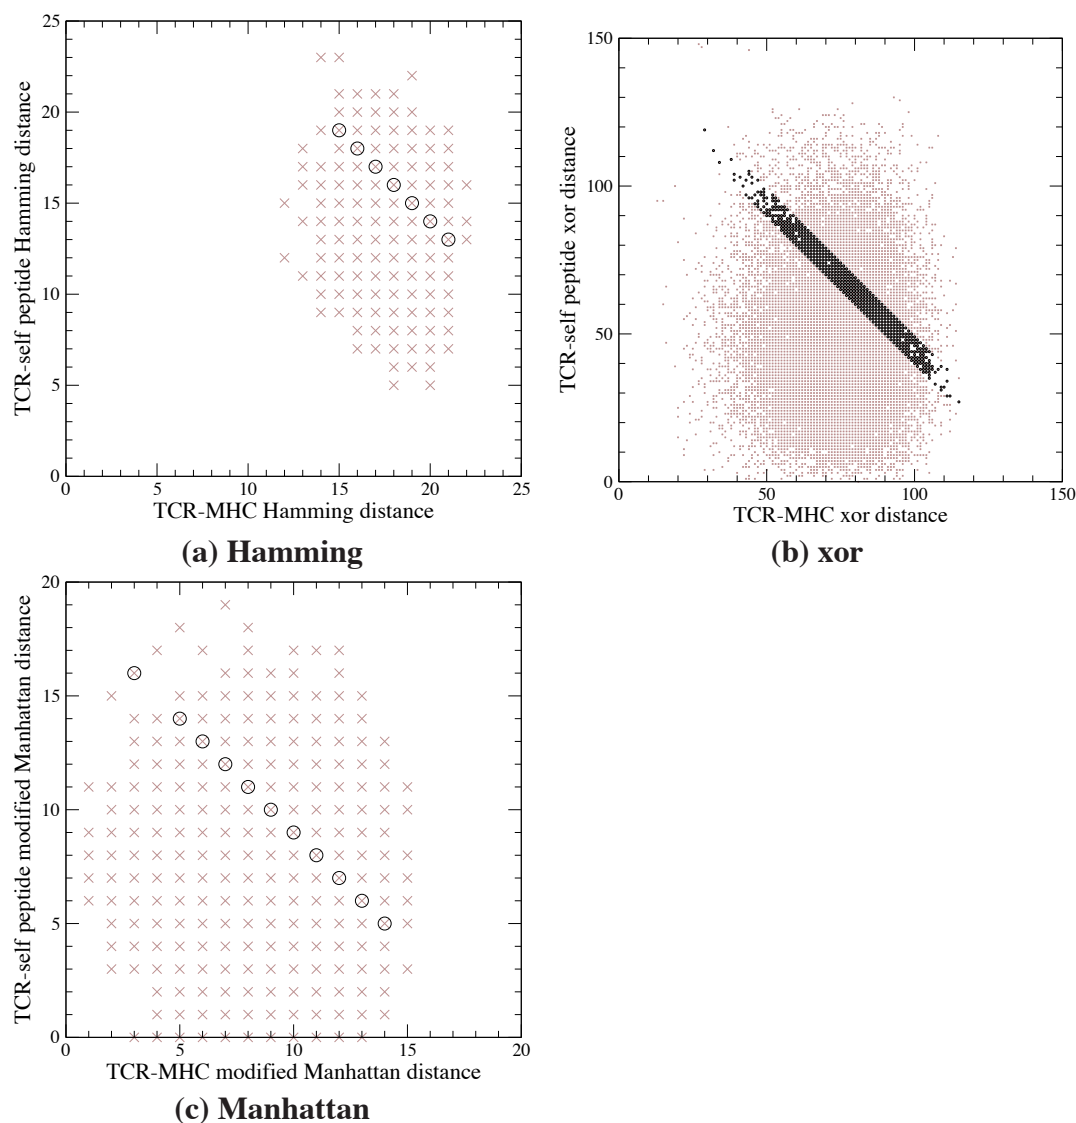 25
20
15
10
5
0
TCR-self peptide Hamming distance
0 5 10 15 20 25
TCR-MHC Hamming distance
(a) Hamming
150
100
50
0
TCR-self peptide xor distance
0 50 100 150
TCR-MHC xor distance
(b) xor
20
15
10
5
0
TCR-self peptide modified Manhattan distance
0 5 10 15 20
TCR-MHC modified Manhattan distance
(c) Manhattan